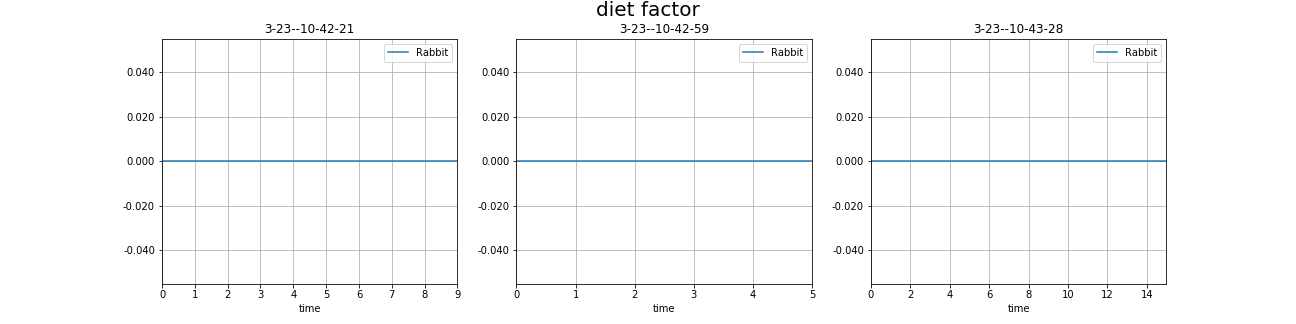 diet factor
3-23--10-42-21
Rabbit
0.040
0.020
0.000
-0.020
-0.040
0 1 2 3 4 5 6 7 8 9
time
3-23--10-42-59
Rabbit
0.040
0.020
0.000
-0.020
-0.040
0 1 2 3 4 5
time
3-23--10-43-28
Rabbit
0.040
0.020
0.000
-0.020
-0.040
0 2 4 6 8 10 12 14
time